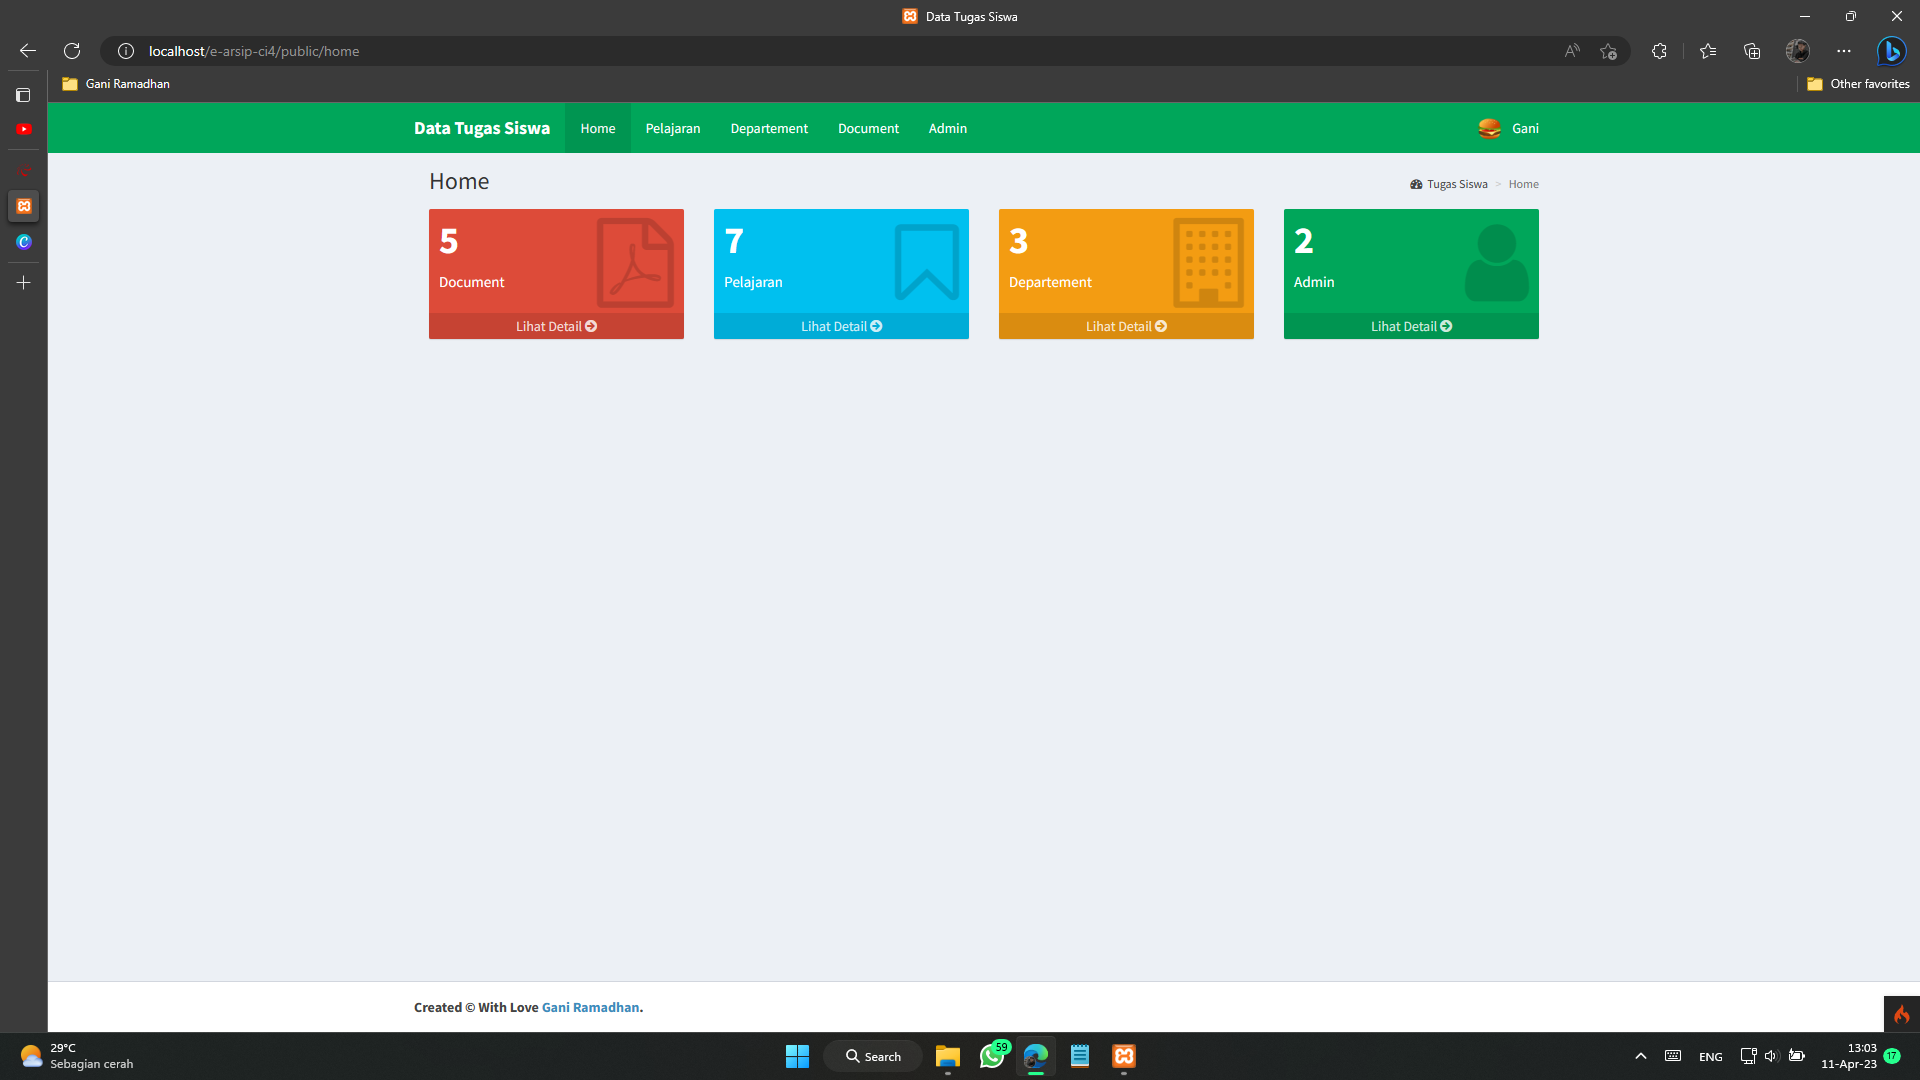 Data Tugas Siswa
localhost/e-arsip-ci4/public/home
Gani Ramadhan
Other favorites
Data Tugas Siswa Home Pelajaran Departement Document Admin Gani
Home
Tugas Siswa > Home
5
Document
Lihat Detail
7
Pelajaran
Lihat Detail
3
Departement
Lihat Detail
2
Admin
Lihat Detail
Created © With Love Gani Ramadhan.
29°C
Sebagian cerah
Search
59
ENG
13:03
11-Apr-23
17